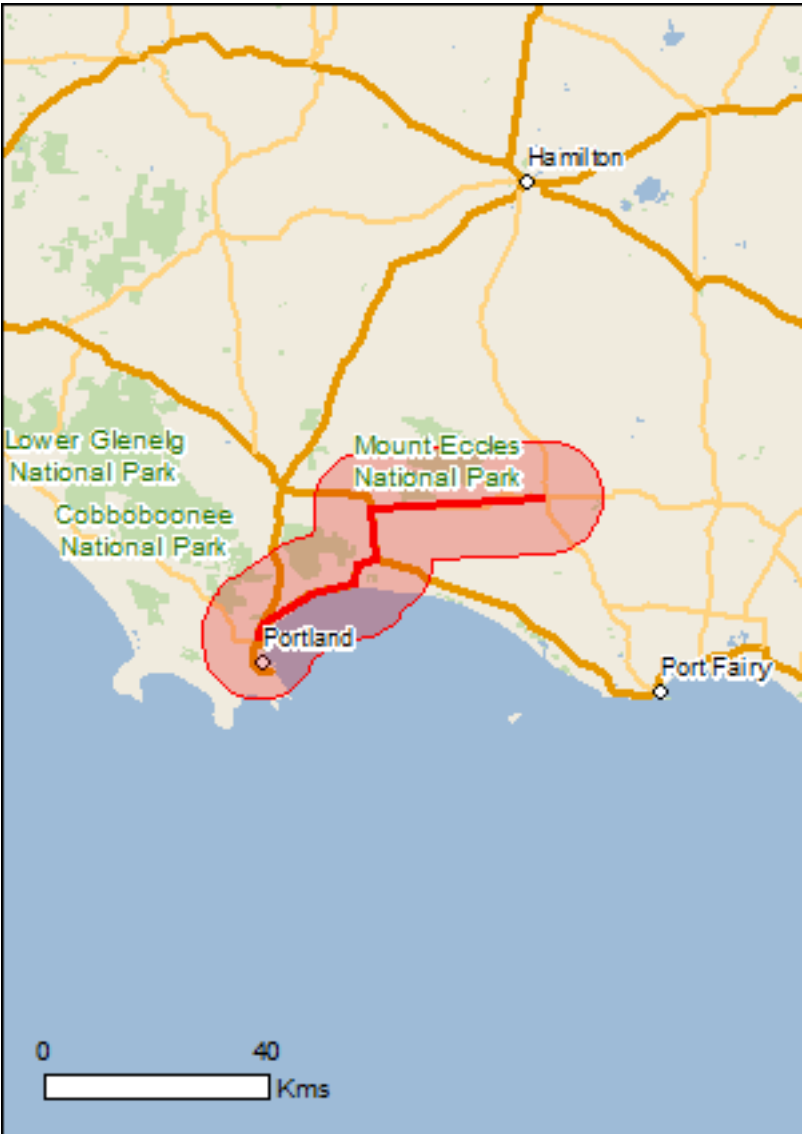 Hamilton
Lower Glenelg
National Park
Mount Eccles
National Park
Cobboboonee
National Park
Portland
Port Fairy
0 40
Kms